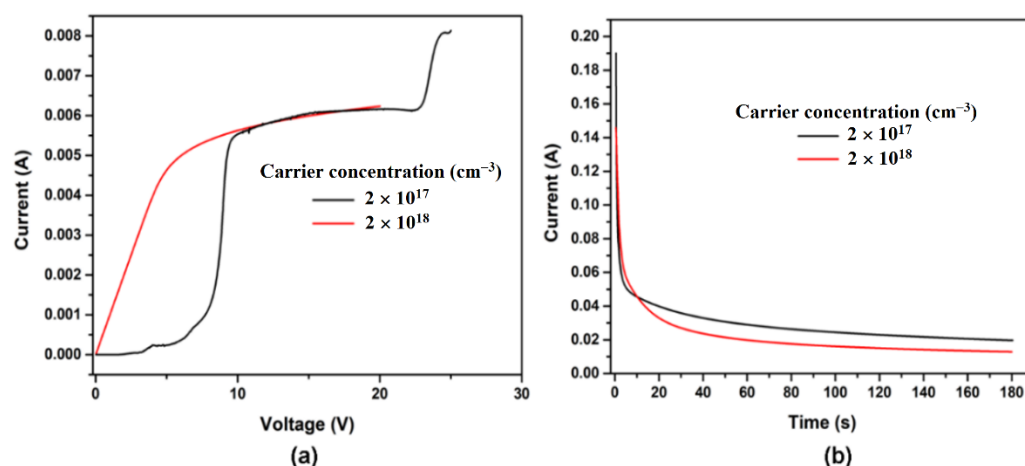 0.008
0.007
0.006
0.005
0.004
0.003
0.002
0.001
0.000
Current (A)
Carrier concentration (cm⁻³)
2 × 10¹⁷
2 × 10¹⁸
0
10
20
30
Voltage (V)
(a)
0.20
0.18
0.16
0.14
0.12
0.10
0.08
0.06
0.04
0.02
0.00
Current (A)
Carrier concentration (cm⁻³)
2 × 10¹⁷
2 × 10¹⁸
0 20 40 60 80 100 120 140 160 180
Time (s)
(b)